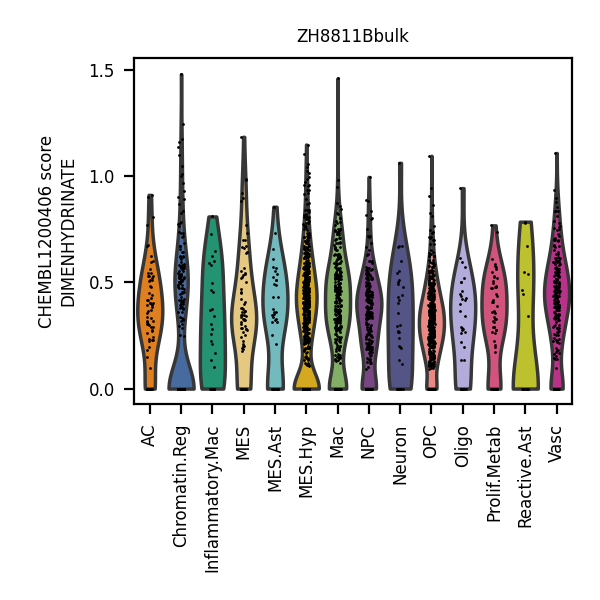 ZH8811Bbulk
CHEMBL1200406 score
DIMENHYDRINATE
1.5
1.0
0.5
0.0
AC
Chromatin.Reg
Inflammatory.Mac
MES
MES.Ast
MES.Hyp
Mac
NPC
Neuron
OPC
Oligo
Prolif.Metab
Reactive.Ast
Vasc